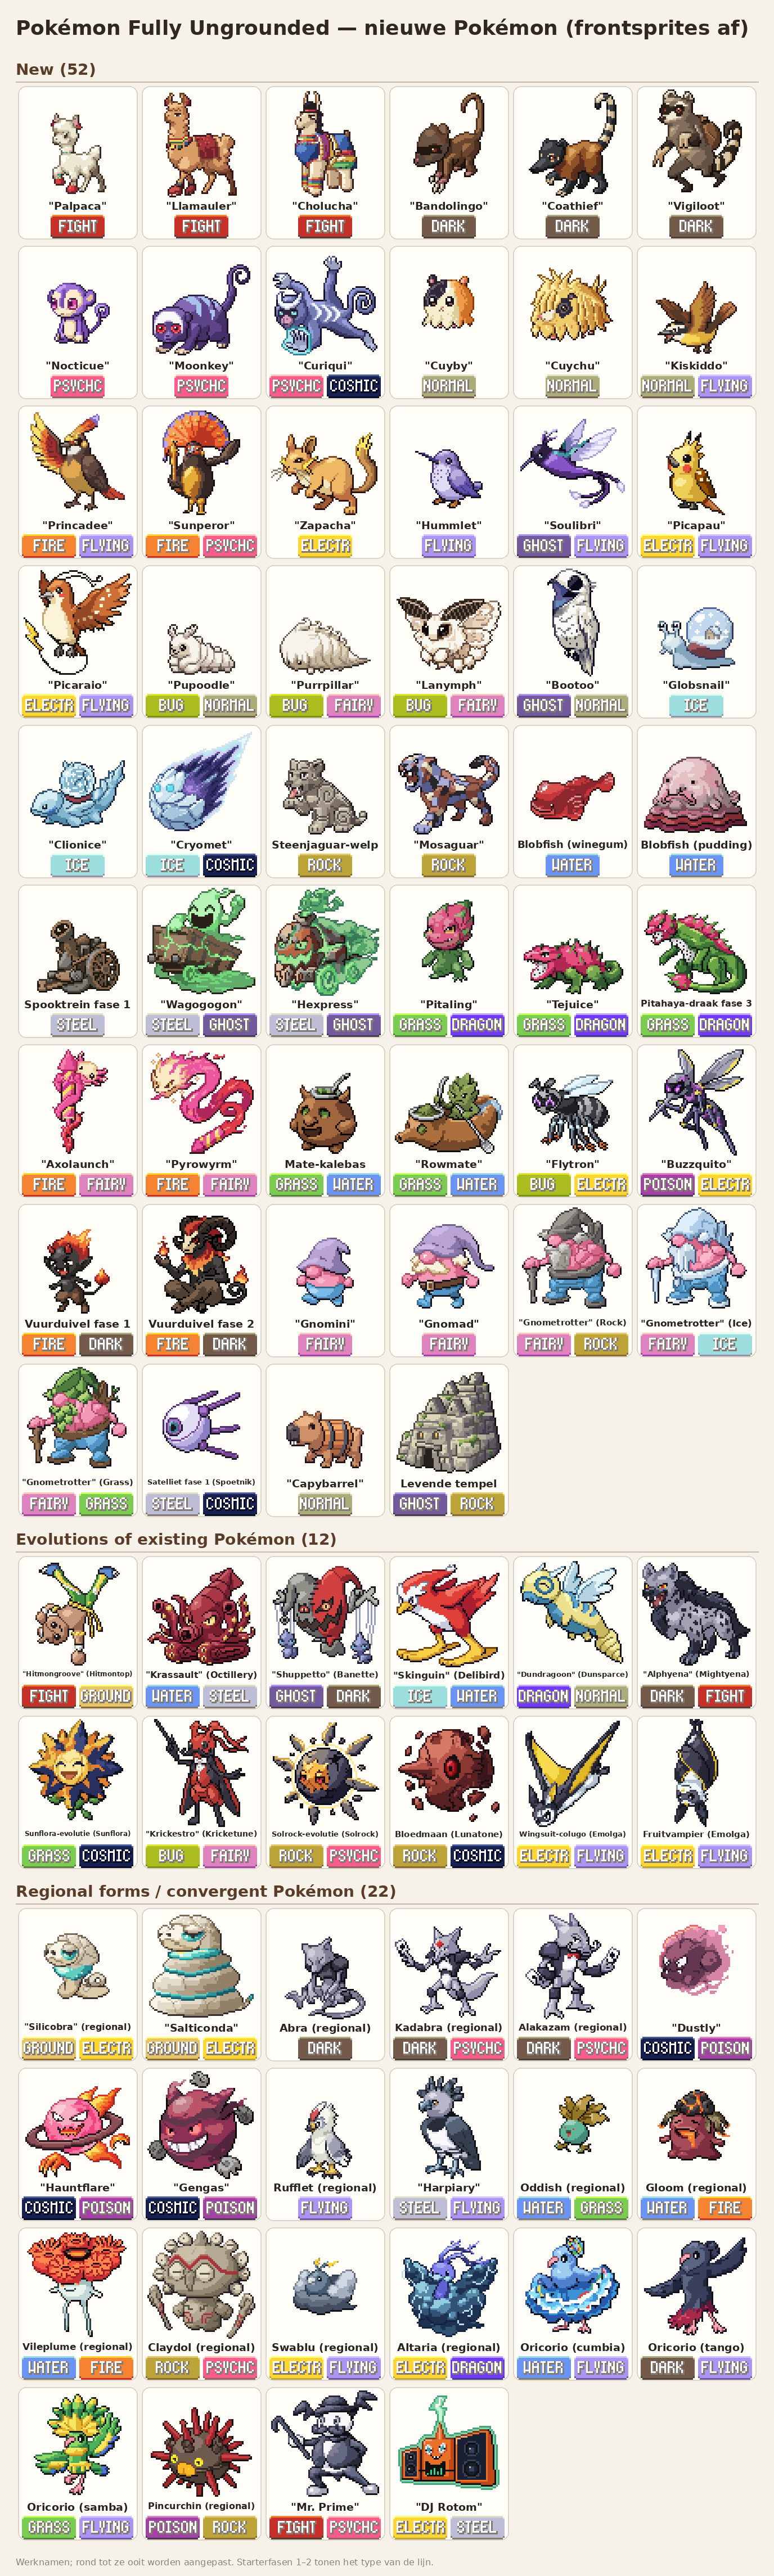 Pokémon Fully Ungrounded — nieuwe Pokémon (frontsprites af)
New (52)
"Palpaca" "Llamauler" "Cholucha" "Bandolingo" "Coathief" "Vigiloot"
FIGHT FIGHT FIGHT DARK DARK DARK
"Nocticue" "Moonkey" "Curiqui" "Cuyby" "Cuychu" "Kiskiddo"
PSYCHC PSYCHC PSYCHC COSMIC NORMAL NORMAL NORMAL FLYING
"Princadee" "Sunperor" "Zapacha" "Hummlet" "Soulibri" "Picapau"
FIRE FLYING FIRE PSYCHC ELECTR FLYING GHOST FLYING ELECTR FLYING
"Picaraio" "Pupoodle" "Purrpillar" "Lanymph" "Bootoo" "Globsnail"
ELECTR FLYING BUG NORMAL BUG FAIRY BUG FAIRY GHOST NORMAL ICE
"Clionice" "Cryomet" Steenjaguar-welp "Mosaguar" Blobfish (winegum) Blobfish (pudding)
ICE ICE COSMIC ROCK ROCK WATER WATER
Spooktrein fase 1 "Wagogogon" "Hexpress" "Pitaling" "Tejuice" Pitahaya-draak fase 3
STEEL STEEL GHOST STEEL GHOST GRASS DRAGON GRASS DRAGON GRASS DRAGON
"Axolaunch" "Pyrowyrm" Mate-kalebas "Rowmate" "Flytron" "Buzzquito"
FIRE FAIRY FIRE FAIRY GRASS WATER GRASS WATER BUG ELECTR POISON ELECTR
Vuurduivel fase 1 Vuurduivel fase 2 "Gnomini" "Gnomad" "Gnometrotter" (Rock) "Gnometrotter" (Ice)
FIRE DARK FIRE DARK FAIRY FAIRY FAIRY ROCK FAIRY ICE
"Gnometrotter" (Grass) Satelliet fase 1 (Spoetnik) "Capybarrel" Levende tempel
FAIRY GRASS STEEL COSMIC NORMAL GHOST ROCK
Evolutions of existing Pokémon (12)
"Hitmongroove" (Hitmontop) "Krassault" (Octillery) "Shuppetto" (Banette) "Skinguin" (Delibird) "Dundragoon" (Dunsparce) "Alphyena" (Mightyena)
FIGHT GROUND WATER STEEL GHOST DARK ICE WATER DRAGON NORMAL DARK FIGHT
Sunflora-evolutie (Sunflora) "Krickestro" (Kricketune) Solrock-evolutie (Solrock) Bloedmaan (Lunatone) Wingsuit-colugo (Emolga) Fruitvampier (Emolga)
GRASS COSMIC BUG FAIRY ROCK PSYCHC ROCK COSMIC ELECTR FLYING ELECTR FLYING
Regional forms / convergent Pokémon (22)
"Silicobra" (regional) "Salticonda" Abra (regional) Kadabra (regional) Alakazam (regional) "Dustly"
GROUND ELECTR GROUND ELECTR DARK DARK PSYCHC DARK PSYCHC COSMIC POISON
"Hauntflare" "Gengas" Rufflet (regional) "Harpiary" Oddish (regional) Gloom (regional)
COSMIC POISON COSMIC POISON FLYING STEEL FLYING WATER GRASS WATER FIRE
Vileplume (regional) Claydol (regional) Swablu (regional) Altaria (regional) Oricorio (cumbia) Oricorio (tango)
WATER FIRE ROCK PSYCHC ELECTR FLYING ELECTR DRAGON WATER FLYING DARK FLYING
Oricorio (samba) Pincurchin (regional) "Mr. Prime" "DJ Rotom"
GRASS FLYING POISON ROCK FIGHT PSYCHC ELECTR STEEL
Werknamen; rond tot ze ooit worden aangepast. Starterfasen 1–2 tonen het type van de lijn.